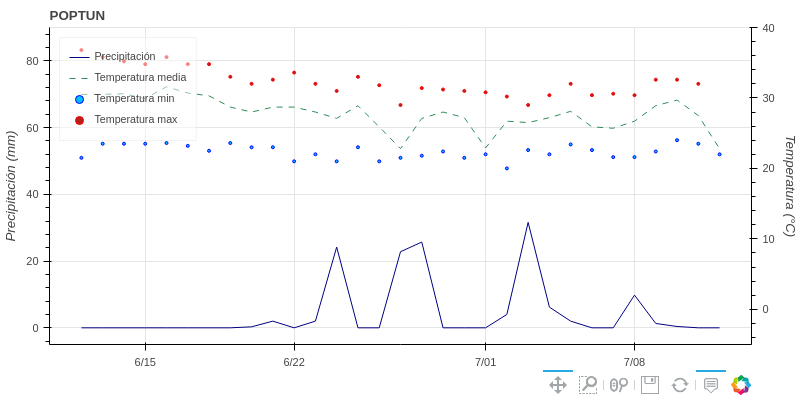 POPTUN
Precipitación
Temperatura media
Temperatura min
Temperatura max
Precipitación (mm)
80
60
40
20
0
Temperatura (°C)
40
30
20
10
0
6/15
6/22
7/01
7/08